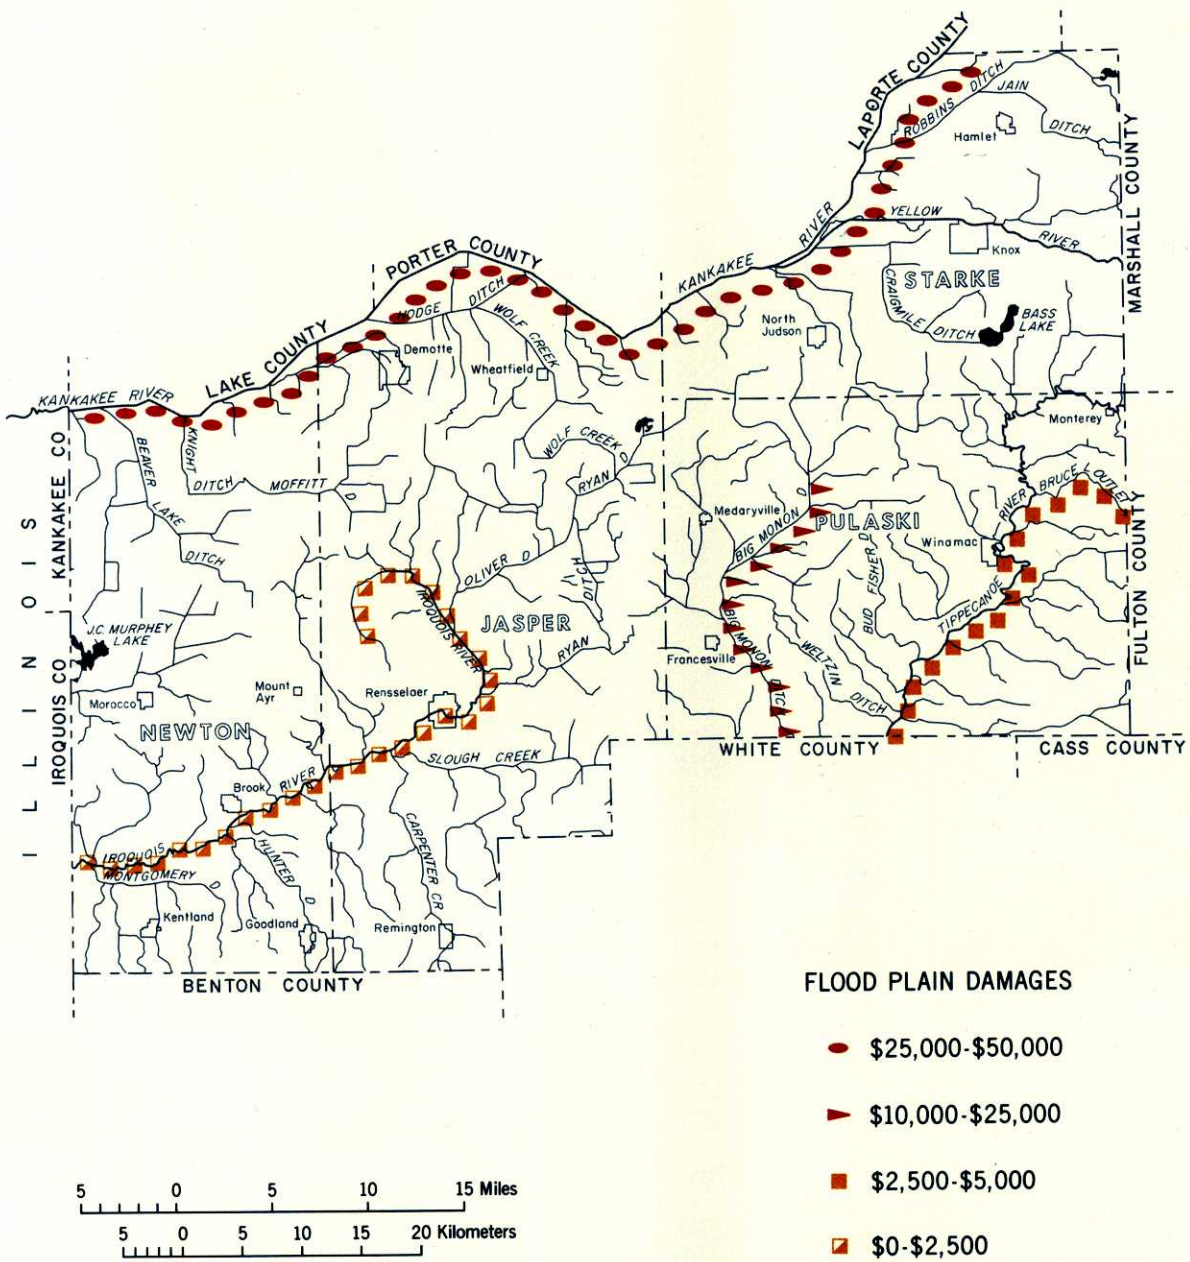 LAPORTE COUNTY
ROBBINS DITCH
JAIN
DITCH
Hamlet
MARSHALL COUNTY
YELLOW
RIVER
Knox
RIVER
KANKAKEE
STARKE
CRAIGMILE
DITCH
BASS
LAKE
North
Judson
PORTER COUNTY
HODGE DITCH
WOLF CREEK
Demotte
Wheatfield
LAKE COUNTY
KANKAKEE RIVER
KNIGHT
DITCH
MOFFITT
D
BEAVER
LAKE
DITCH
WOLF CREEK D
RYAN D
Monterey
BRUCE L OUTLET
RIVER
Medaryville
BIG MONON D
PULASKI
Winamac
BUD FISHER D
TIPPECANOE
FULTON COUNTY
ILLINOIS
KANKAKEE CO
IROQUOIS CO
J.C. MURPHEY
LAKE
OLIVER D
DITCH
IROQUOIS RIVER
JASPER
RYAN
Francesville
BIG MONON DITCH
WELTZIN
DITCH
Mount
Ayr
Rensselaer
Morocco
NEWTON
SLOUGH CREEK
WHITE COUNTY
CASS COUNTY
Brook
RIVER
IROQUOIS
MONTGOMERY D
HUNTER D
CARPENTER CR
Kentland
Goodland
Remington
BENTON COUNTY
FLOOD PLAIN DAMAGES
$25,000-$50,000
$10,000-$25,000
$2,500-$5,000
$0-$2,500
5 0 5 10 15 Miles
5 0 5 10 15 20 Kilometers